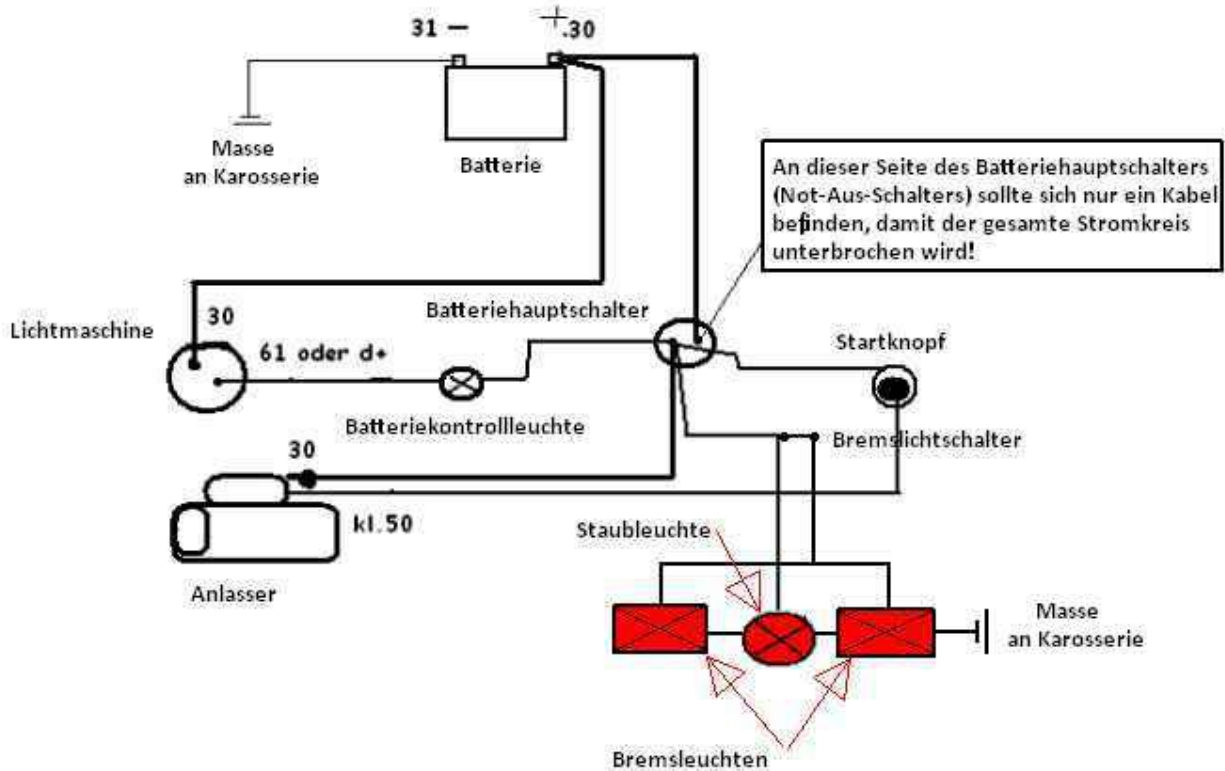 31 – + .30
Masse
an Karosserie
Batterie
An dieser Seite des Batteriehauptschalters
(Not-Aus-Schalters) sollte sich nur ein Kabel
befinden, damit der gesamte Stromkreis
unterbrochen wird!
Lichtmaschine
30
Batteriehauptschalter
Startknopf
61 oder d+
Batteriekontrollleuchte
Bremslichtschalter
30
kl.50
Anlasser
Staubleuchte
Masse
an Karosserie
Bremsleuchten